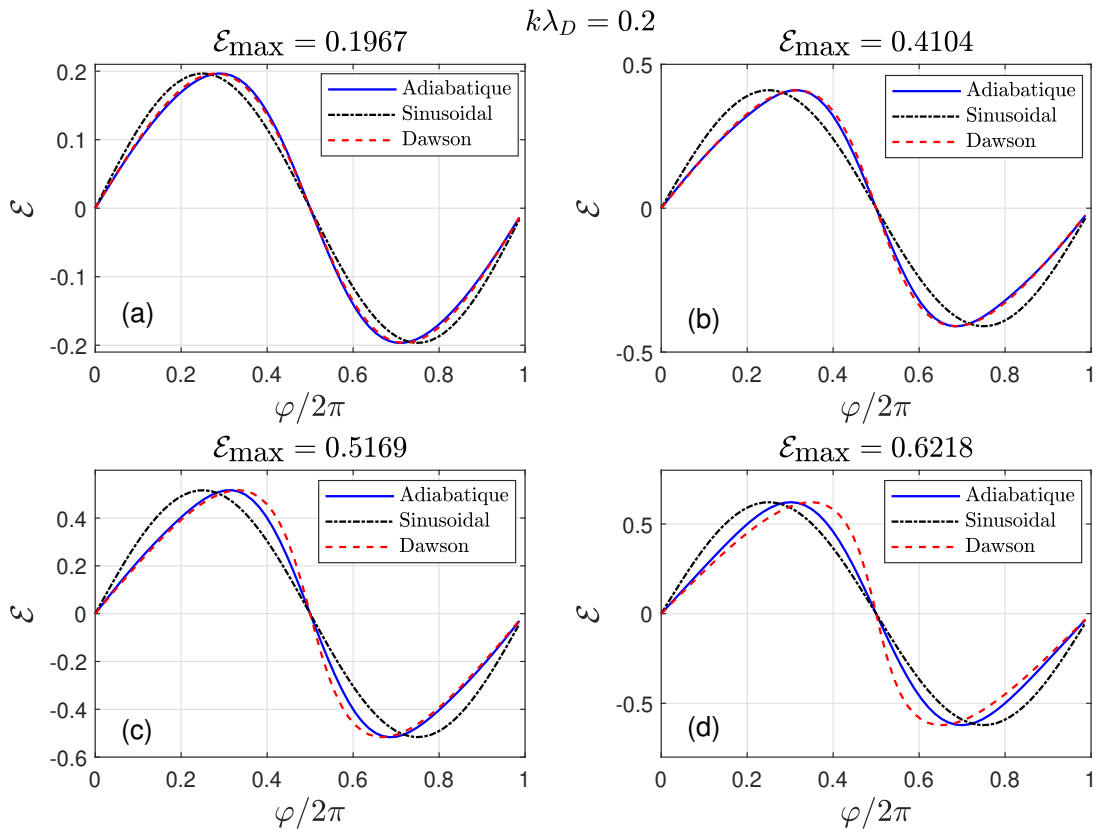 kλ_D = 0.2
ℰmax = 0.1967
0.2
0.1
0
-0.1
-0.2
ℰ
Adiabatique
Sinusoidal
Dawson
(a)
0 0.2 0.4 0.6 0.8 1
φ/2π
ℰmax = 0.4104
0.5
0
-0.5
ℰ
Adiabatique
Sinusoidal
Dawson
(b)
0 0.2 0.4 0.6 0.8 1
φ/2π
ℰmax = 0.5169
0.4
0.2
0
-0.2
-0.4
-0.6
ℰ
Adiabatique
Sinusoidal
Dawson
(c)
0 0.2 0.4 0.6 0.8 1
φ/2π
ℰmax = 0.6218
0.5
0
-0.5
ℰ
Adiabatique
Sinusoidal
Dawson
(d)
0 0.2 0.4 0.6 0.8 1
φ/2π